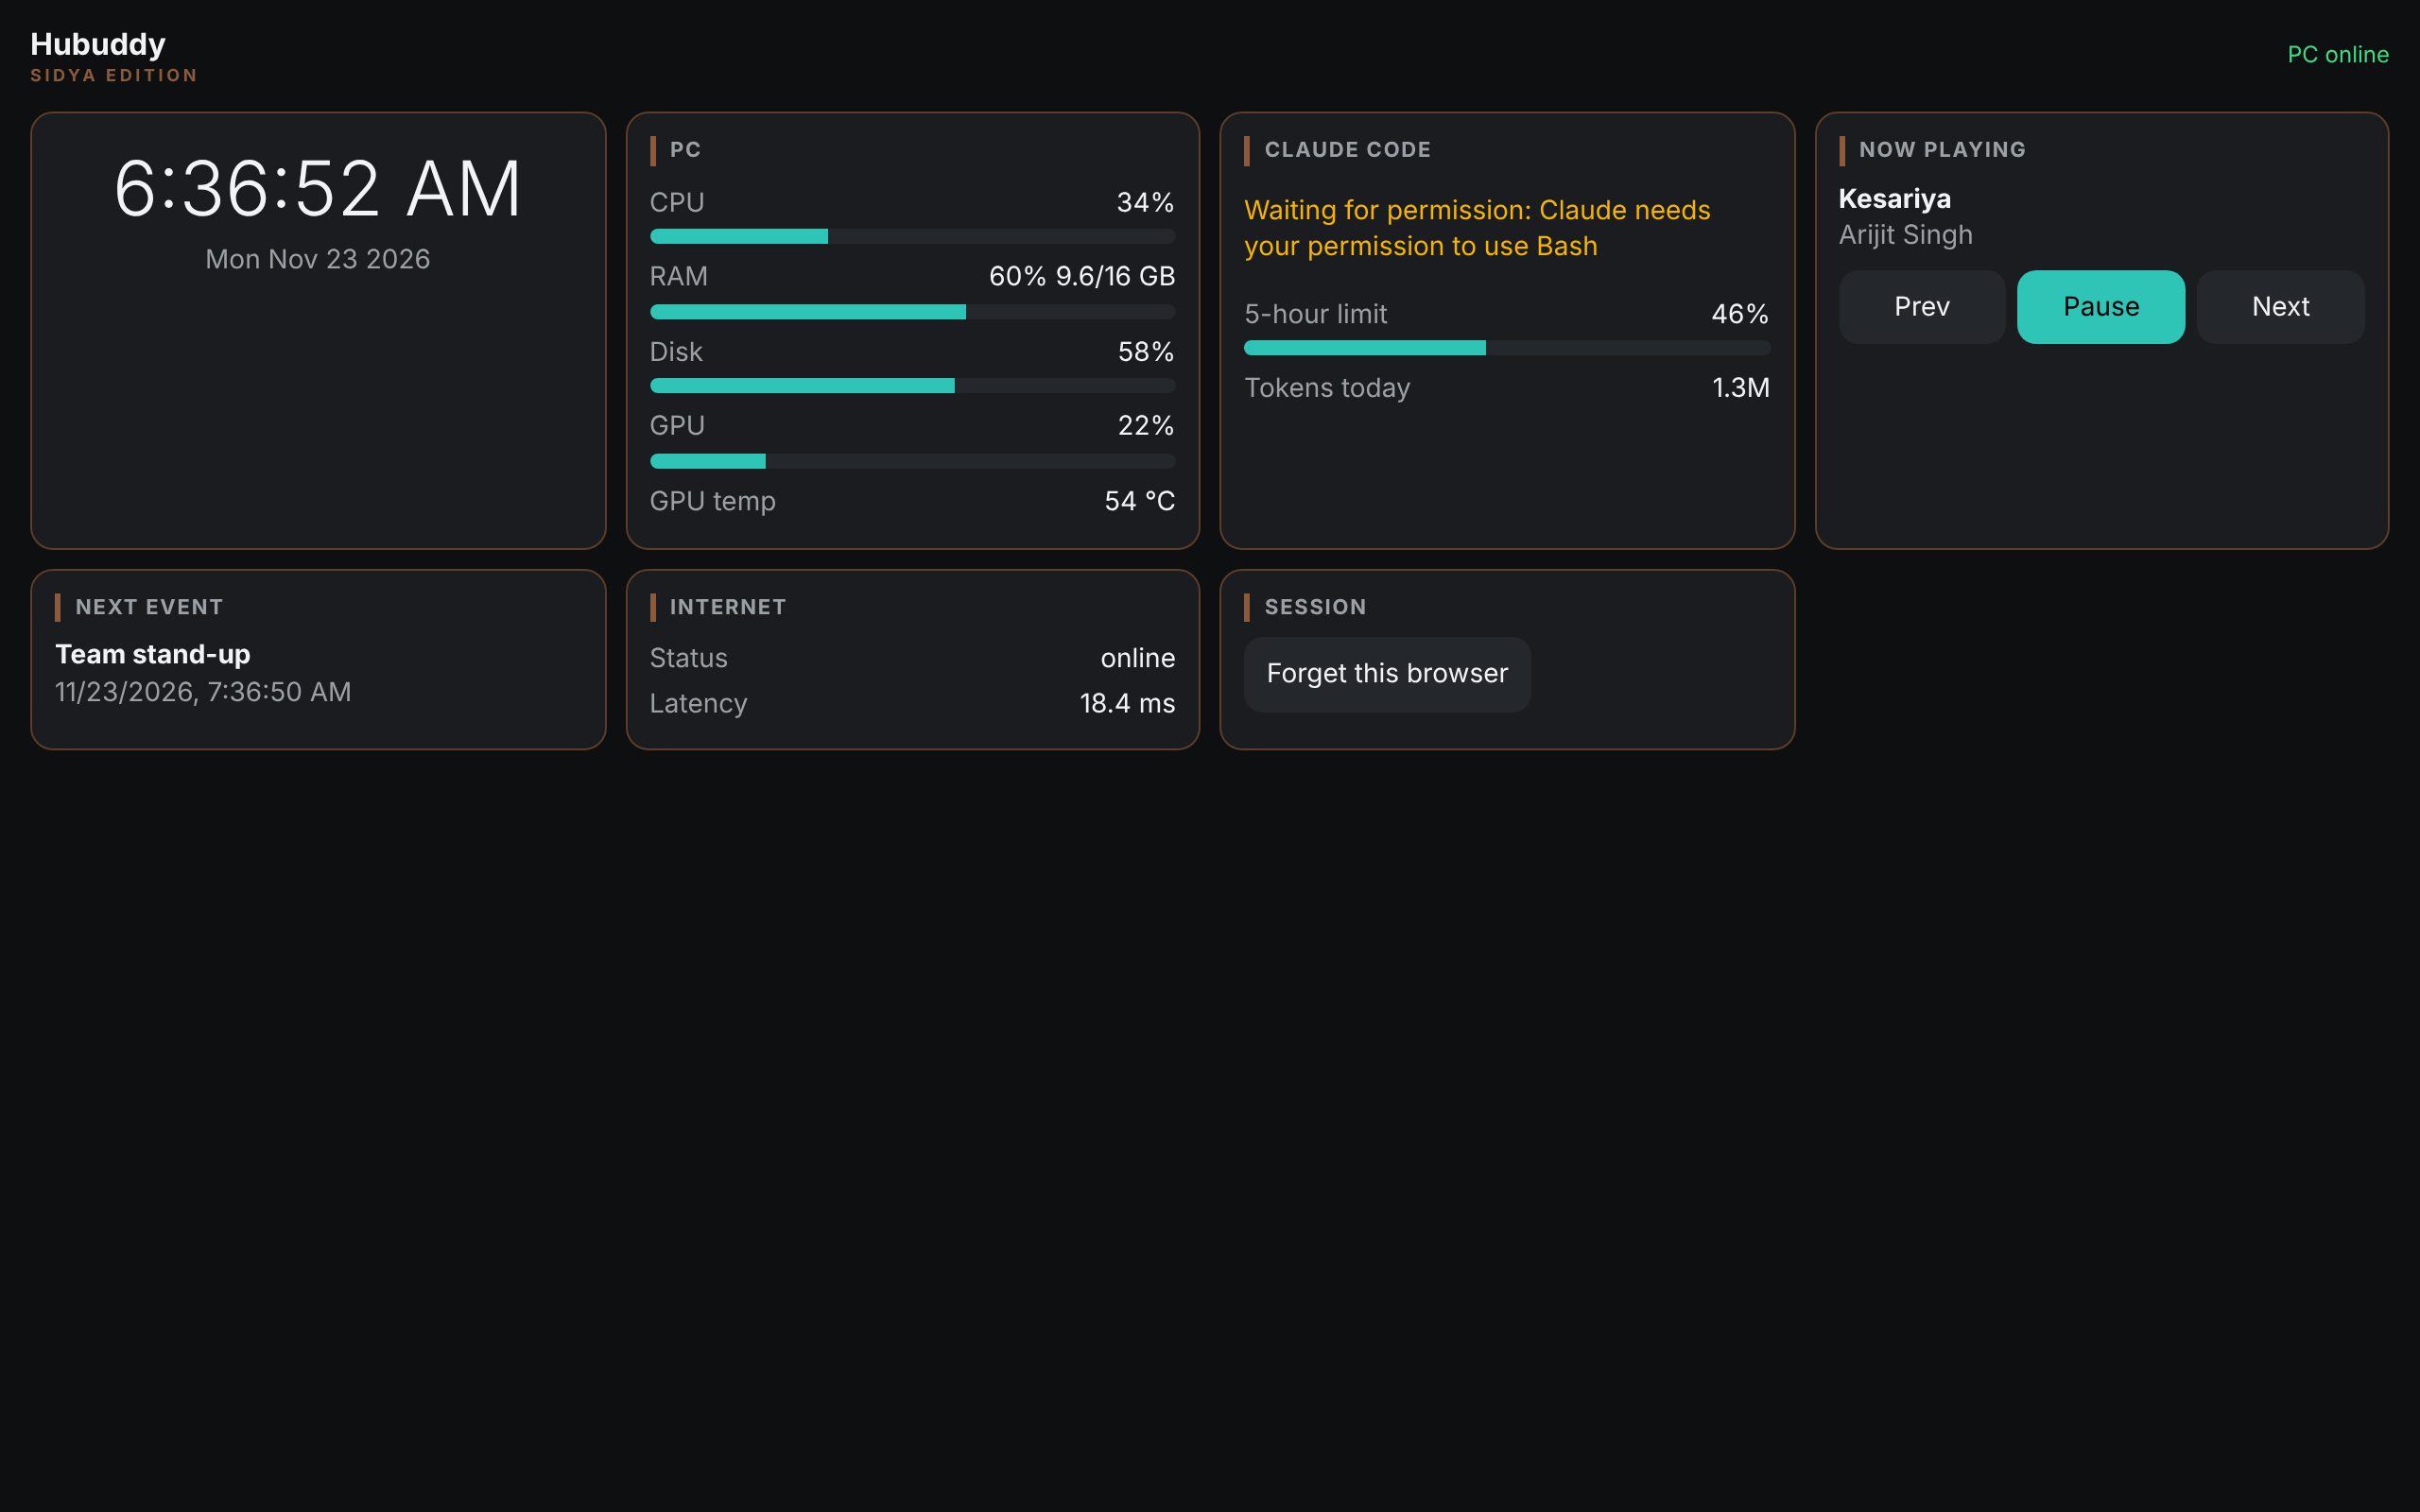 Hubuddy
SIDYA EDITION
PC online
6:36:52 AM
Mon Nov 23 2026
PC
CPU 34%
RAM 60% 9.6/16 GB
Disk 58%
GPU 22%
GPU temp 54 °C
CLAUDE CODE
Waiting for permission: Claude needs
your permission to use Bash
5-hour limit 46%
Tokens today 1.3M
NOW PLAYING
Kesariya
Arijit Singh
Prev Pause Next
NEXT EVENT
Team stand-up
11/23/2026, 7:36:50 AM
INTERNET
Status online
Latency 18.4 ms
SESSION
Forget this browser